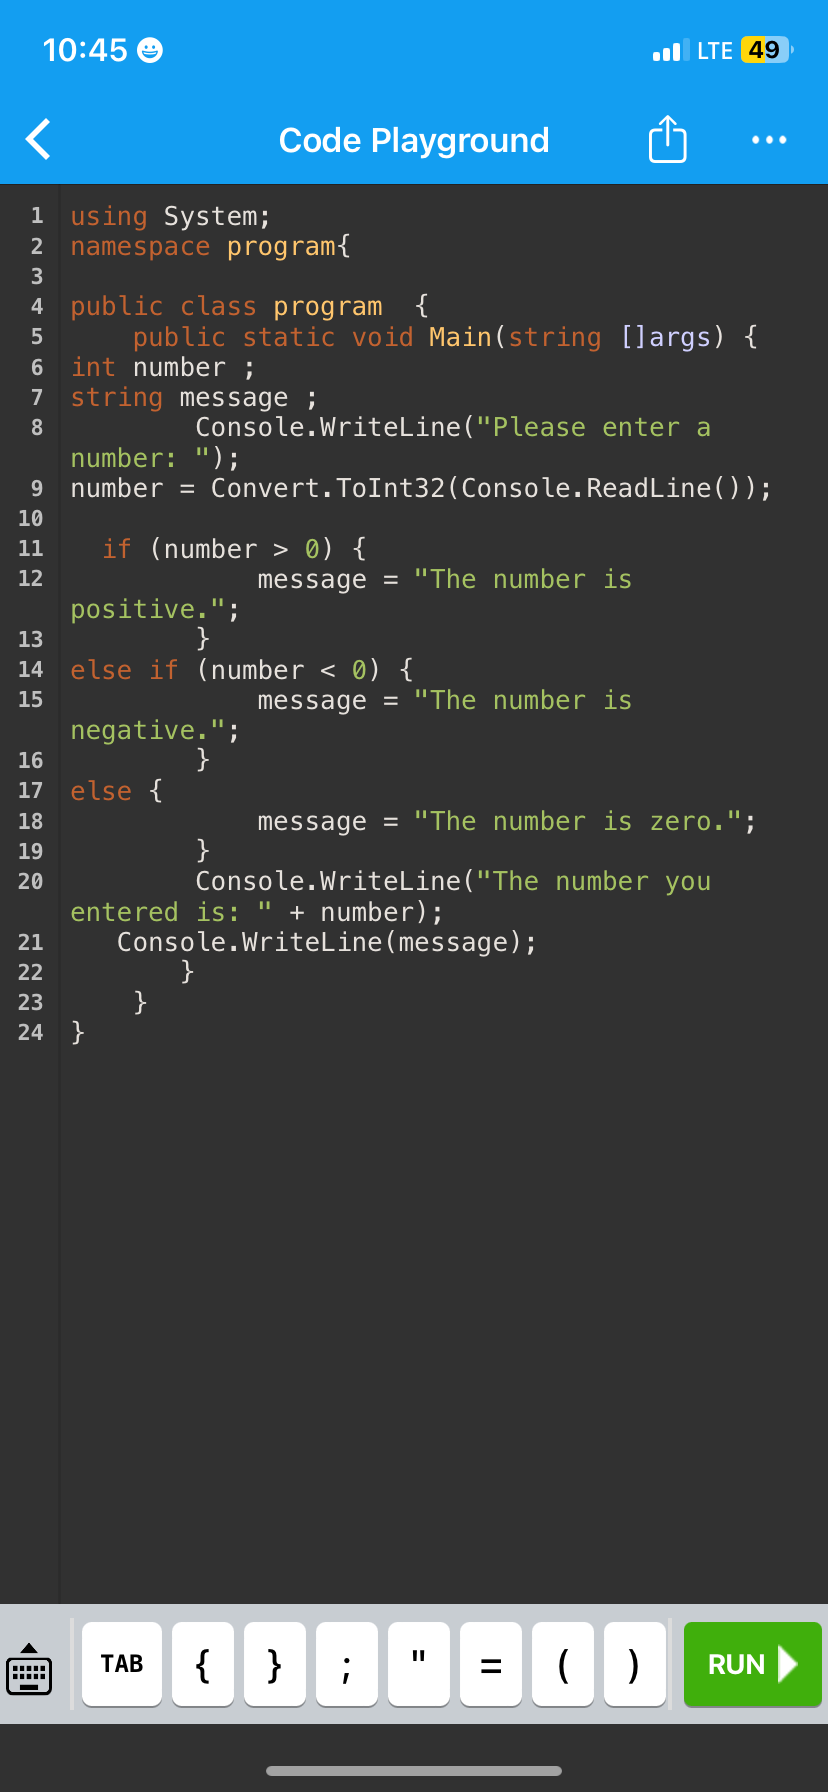 10:45 LTE 49
Code Playground
1 using System;
2 namespace program{
3
4 public class program  {
5     public static void Main(string []args) {
6 int number ;
7 string message ;
8         Console.WriteLine("Please enter a
number: ");
9 number = Convert.ToInt32(Console.ReadLine());
10
11   if (number > 0) {
12             message = "The number is
positive.";
13         }
14 else if (number < 0) {
15             message = "The number is
negative.";
16         }
17 else {
18             message = "The number is zero.";
19         }
20         Console.WriteLine("The number you
entered is: " + number);
21    Console.WriteLine(message);
22        }
23     }
24 }
TAB { } ; " = ( ) RUN